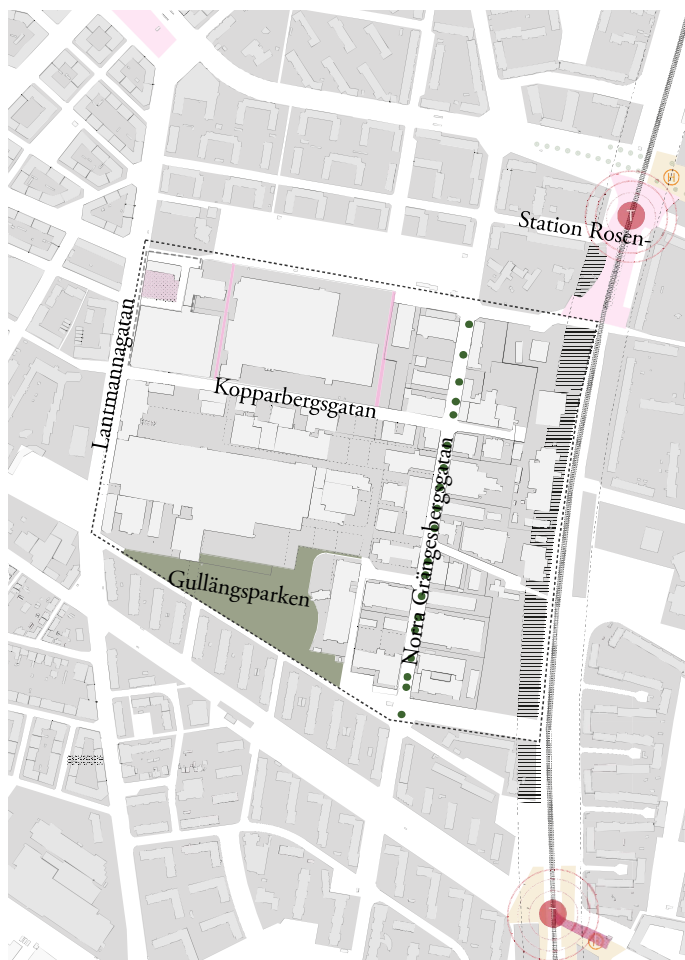 Station Rosen-
Lantmannagatan
Kopparbergsgatan
Norra Grängesbergsgatan
Gullängsparken